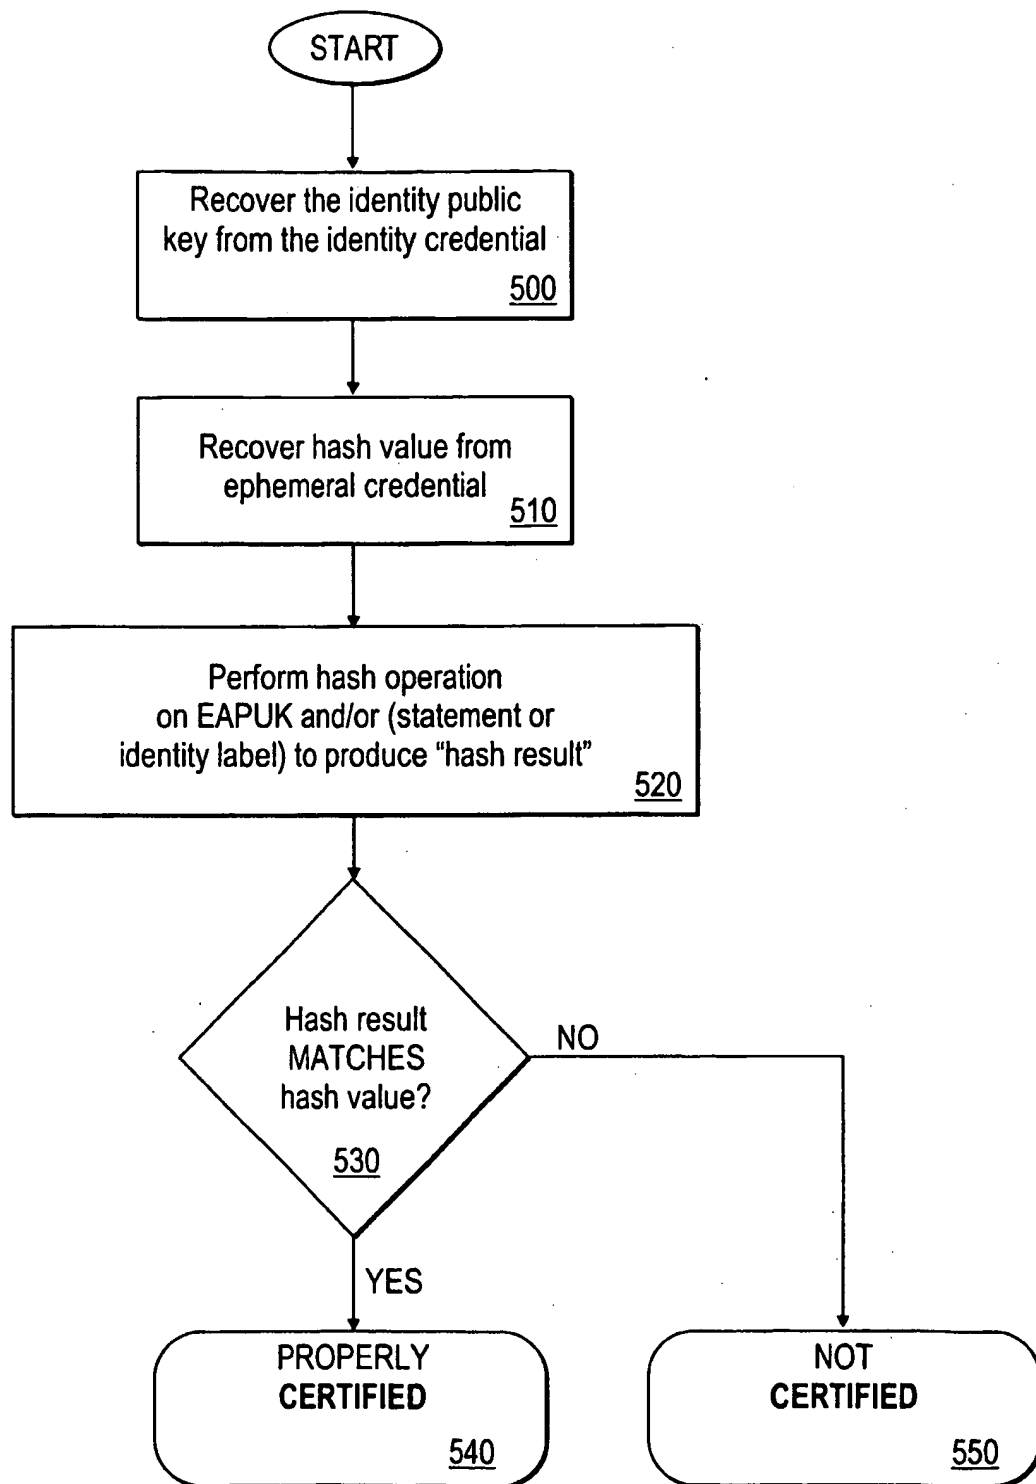 START
Recover the identity public
key from the identity credential
500
Recover hash value from
ephemeral credential
510
Perform hash operation
on EAPUK and/or (statement or
identity label) to produce “hash result”
520
Hash result
MATCHES
hash value?
530
NO
YES
PROPERLY
CERTIFIED
540
NOT
CERTIFIED
550